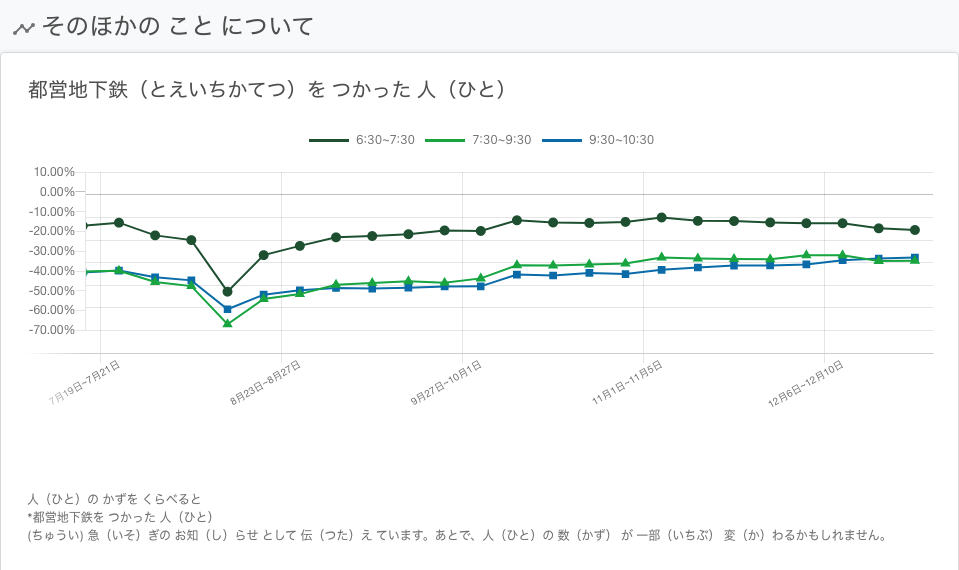 そのほかの こと について
都営地下鉄（とえいちかてつ）を つかった 人（ひと）
6:30~7:30 7:30~9:30 9:30~10:30
10.00%
0.00%
-10.00%
-20.00%
-30.00%
-40.00%
-50.00%
-60.00%
-70.00%
7月19日~7月21日
8月23日~8月27日
9月27日~10月1日
11月1日~11月5日
12月6日~12月10日
人（ひと）の かずを くらべると
*都営地下鉄を つかった 人（ひと）
(ちゅうい) 急（いそ）ぎの お知（し）らせ として 伝（つた）え ています。あとで、人（ひと）の 数（かず） が 一部（いちぶ） 変（か）わるかもしれません。